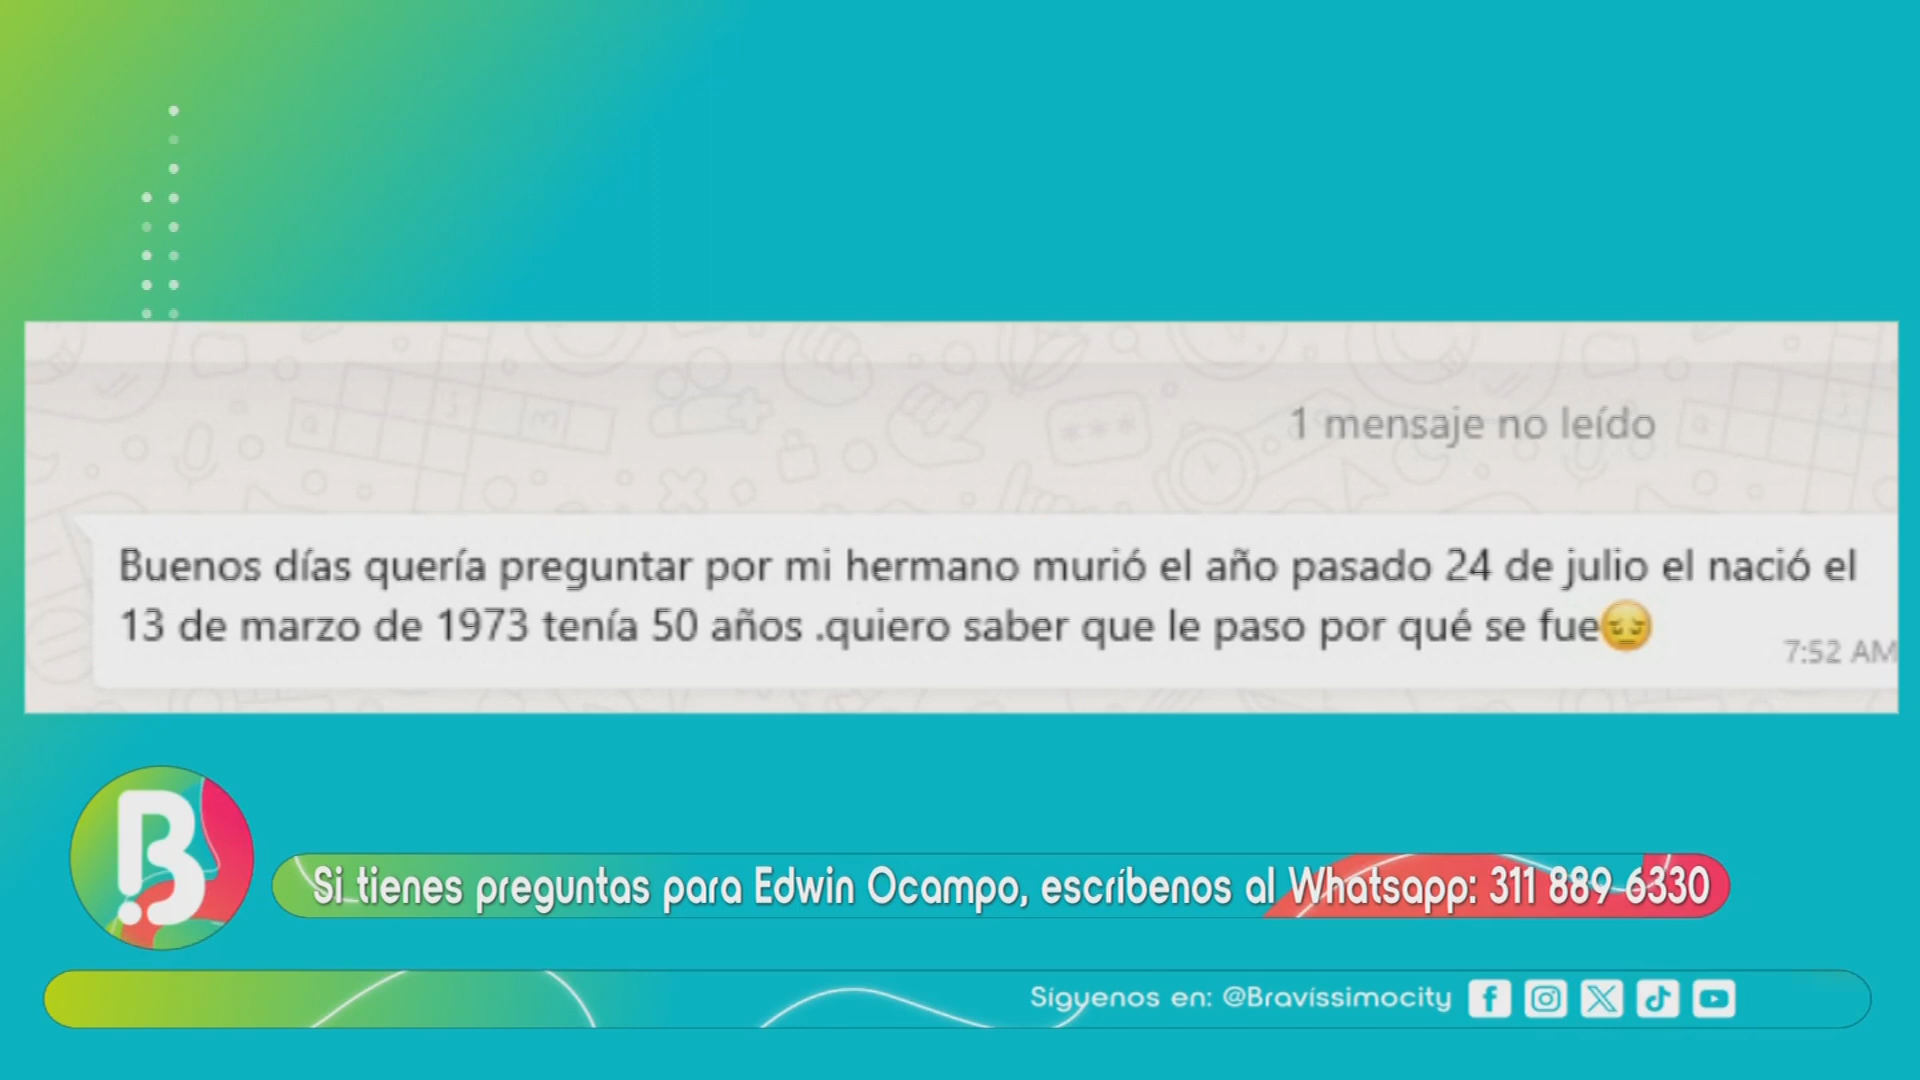 1 mensaje no leído
Buenos días quería preguntar por mi hermano murió el año pasado 24 de julio el nació el
13 de marzo de 1973 tenía 50 años .quiero saber que le paso por qué se fue😔
7:52 AM
B
Si tienes preguntas para Edwin Ocampo, escríbenos al Whatsapp: 311 889 6330
Síguenos en: @Bravíssimocity